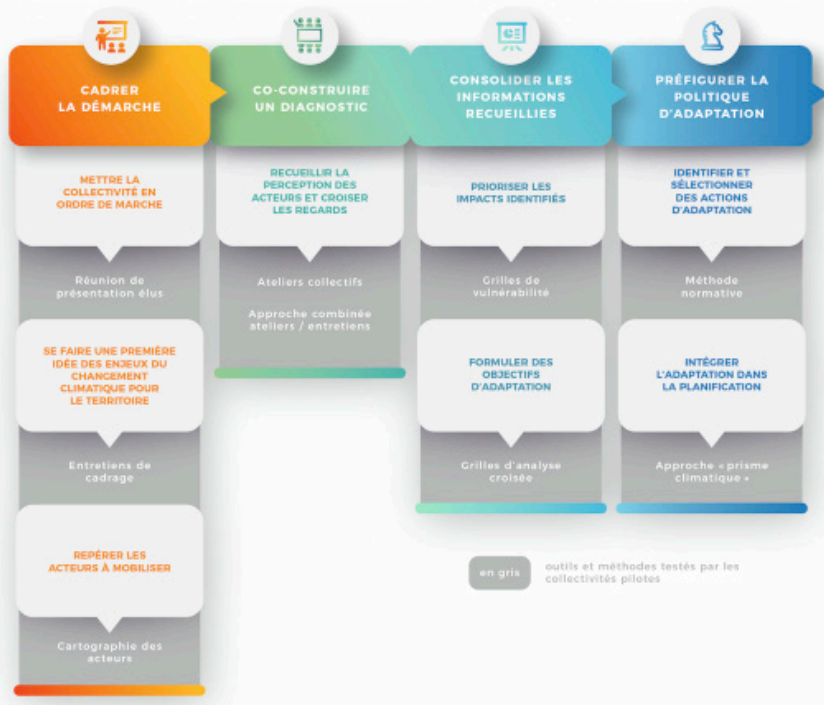 CADRER
LA DÉMARCHE
METTRE LA
COLLECTIVITÉ EN
ORDRE DE MARCHE
Réunion de
présentation élus
SE FAIRE UNE PREMIÈRE
IDÉE DES ENJEUX DU
CHANGEMENT
CLIMATIQUE POUR
LE TERRITOIRE
Entretiens de
cadrage
REPÉRER LES
ACTEURS À MOBILISER
Cartographie des
acteurs
CO-CONSTRUIRE
UN DIAGNOSTIC
RECUEILLIR LA
PERCEPTION DES
ACTEURS ET CROISER
LES REGARDS
Ateliers collectifs
Approche combinée
ateliers / entretiens
CONSOLIDER LES
INFORMATIONS
RECUEILLIES
PRIORISER LES
IMPACTS IDENTIFIÉS
Grilles de
vulnérabilité
FORMULER DES
OBJECTIFS
D'ADAPTATION
Grilles d'analyse
croisée
PRÉFIGURER LA
POLITIQUE
D'ADAPTATION
IDENTIFIER ET
SÉLECTIONNER
DES ACTIONS
D'ADAPTATION
Méthode
normative
INTÉGRER
L'ADAPTATION DANS
LA PLANIFICATION
Approche « prisme
climatique »
en gris
outils et méthodes testés par les
collectivités pilotes